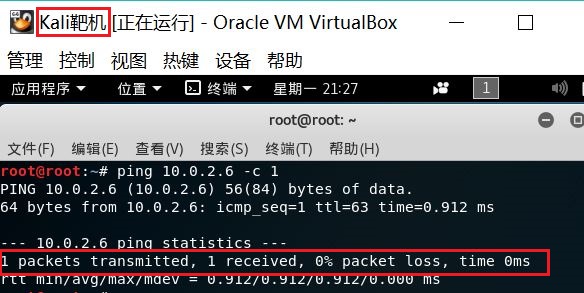 Kali靶机 [正在运行] - Oracle VM VirtualBox
管理 控制 视图 热键 设备 帮助
应用程序 位置 终端 星期一 21:27 1
root@root: ~
文件(F) 编辑(E) 查看(V) 搜索(S) 终端(T) 帮助(H)
root@root:~# ping 10.0.2.6 -c 1
PING 10.0.2.6 (10.0.2.6) 56(84) bytes of data.
64 bytes from 10.0.2.6: icmp_seq=1 ttl=63 time=0.912 ms
--- 10.0.2.6 ping statistics ---
1 packets transmitted, 1 received, 0% packet loss, time 0ms
rtt min/avg/max/mdev = 0.912/0.912/0.912/0.000 ms